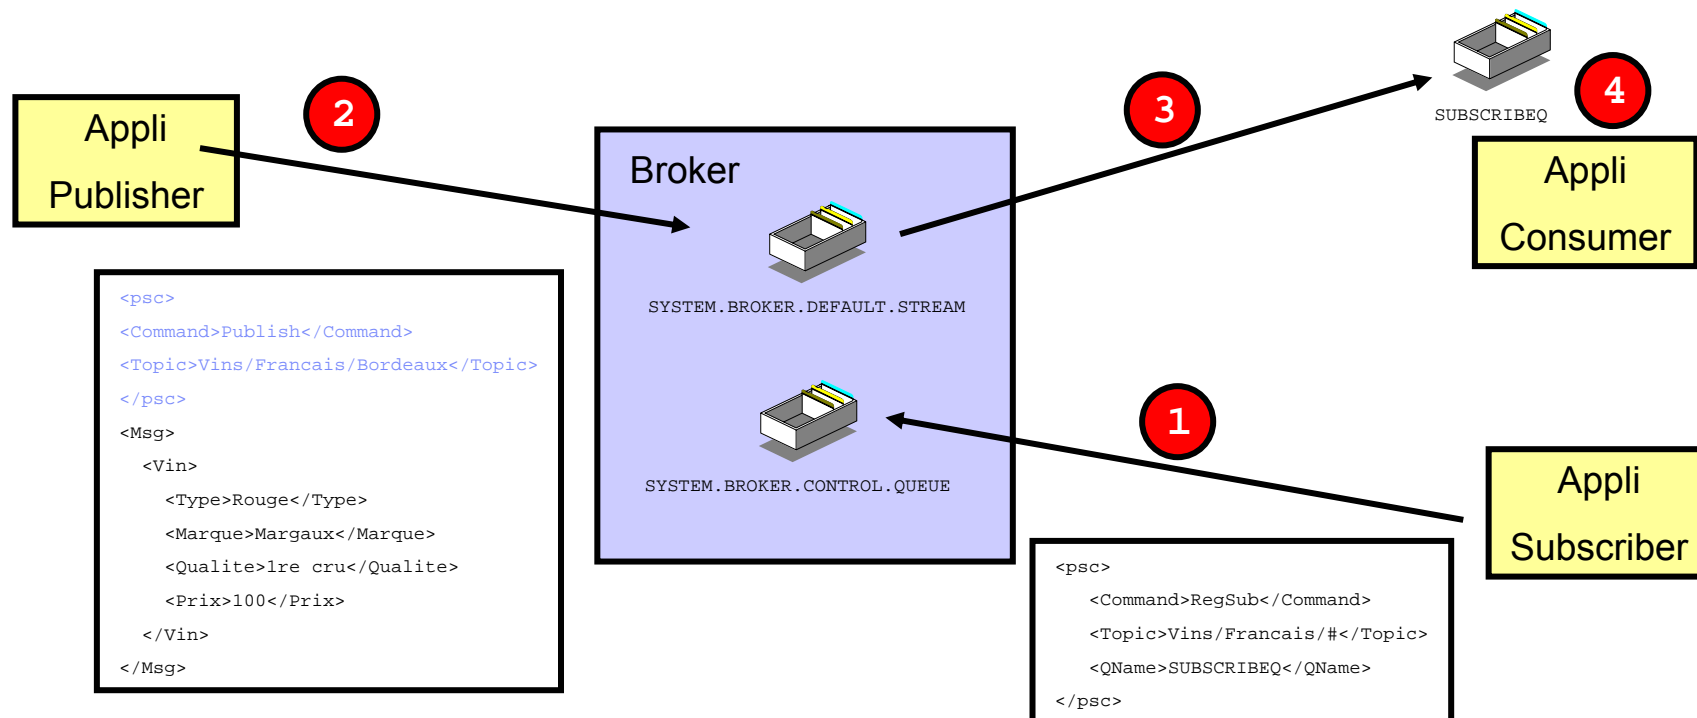 2
Appli
Publisher
Broker
SYSTEM.BROKER.DEFAULT.STREAM
SYSTEM.BROKER.CONTROL.QUEUE
3
SUBSCRIBEQ
4
Appli
Consumer
1
Appli
Subscriber
<psc>
<Command>Publish</Command>
<Topic>Vins/Francais/Bordeaux</Topic>
</psc>
<Msg>
<Vin>
<Type>Rouge</Type>
<Marque>Margaux</Marque>
<Qualite>1re cru</Qualite>
<Prix>100</Prix>
</Vin>
</Msg>
<psc>
<Command>RegSub</Command>
<Topic>Vins/Francais/#</Topic>
<QName>SUBSCRIBEQ</QName>
</psc>